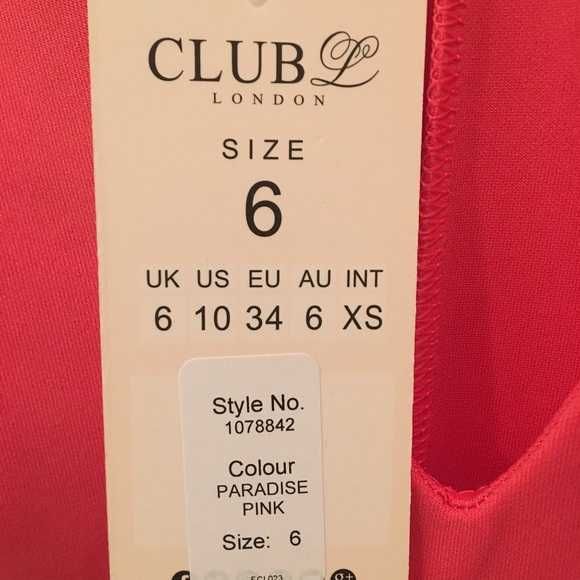 CLUB L
LONDON
SIZE
6
UK US EU AU INT
6 10 34 6 XS
Style No.
1078842
Colour
PARADISE
PINK
Size: 6